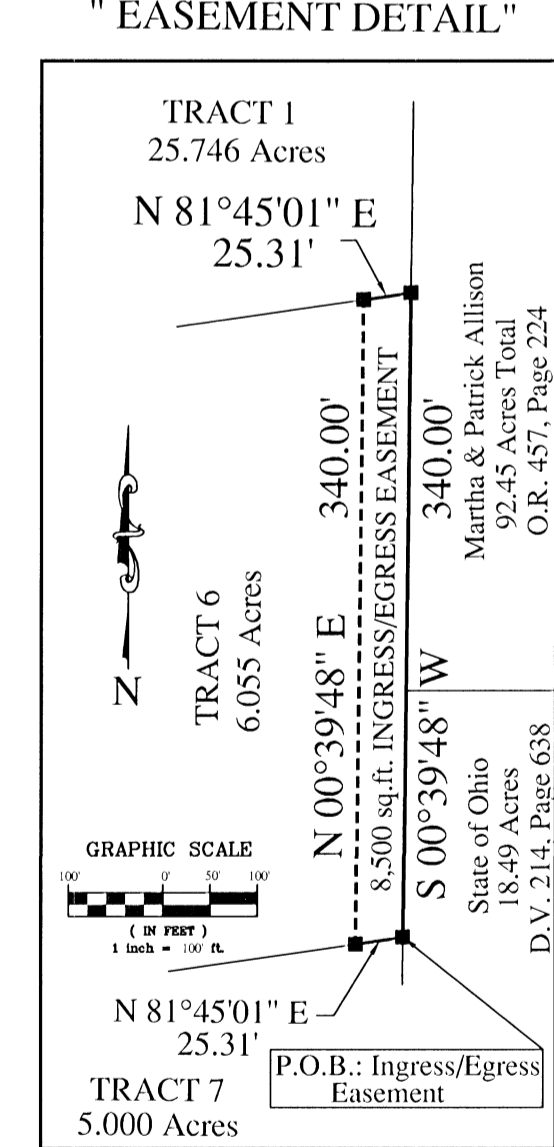 " EASEMENT DETAIL"
TRACT 1
25.746 Acres
N 81°45'01" E
25.31'
N 00°39'48" E 340.00'
8,500 sq.ft. INGRESS/EGRESS EASEMENT
S 00°39'48" W 340.00'
Martha & Patrick Allison
92.45 Acres Total
O.R. 457, Page 224
TRACT 6
6.055 Acres
N
State of Ohio
18.49 Acres
D.V. 214, Page 638
GRAPHIC SCALE
100' 0' 50' 100'
( IN FEET )
1 inch = 100' ft.
N 81°45'01" E
25.31'
P.O.B.: Ingress/Egress
Easement
TRACT 7
5.000 Acres